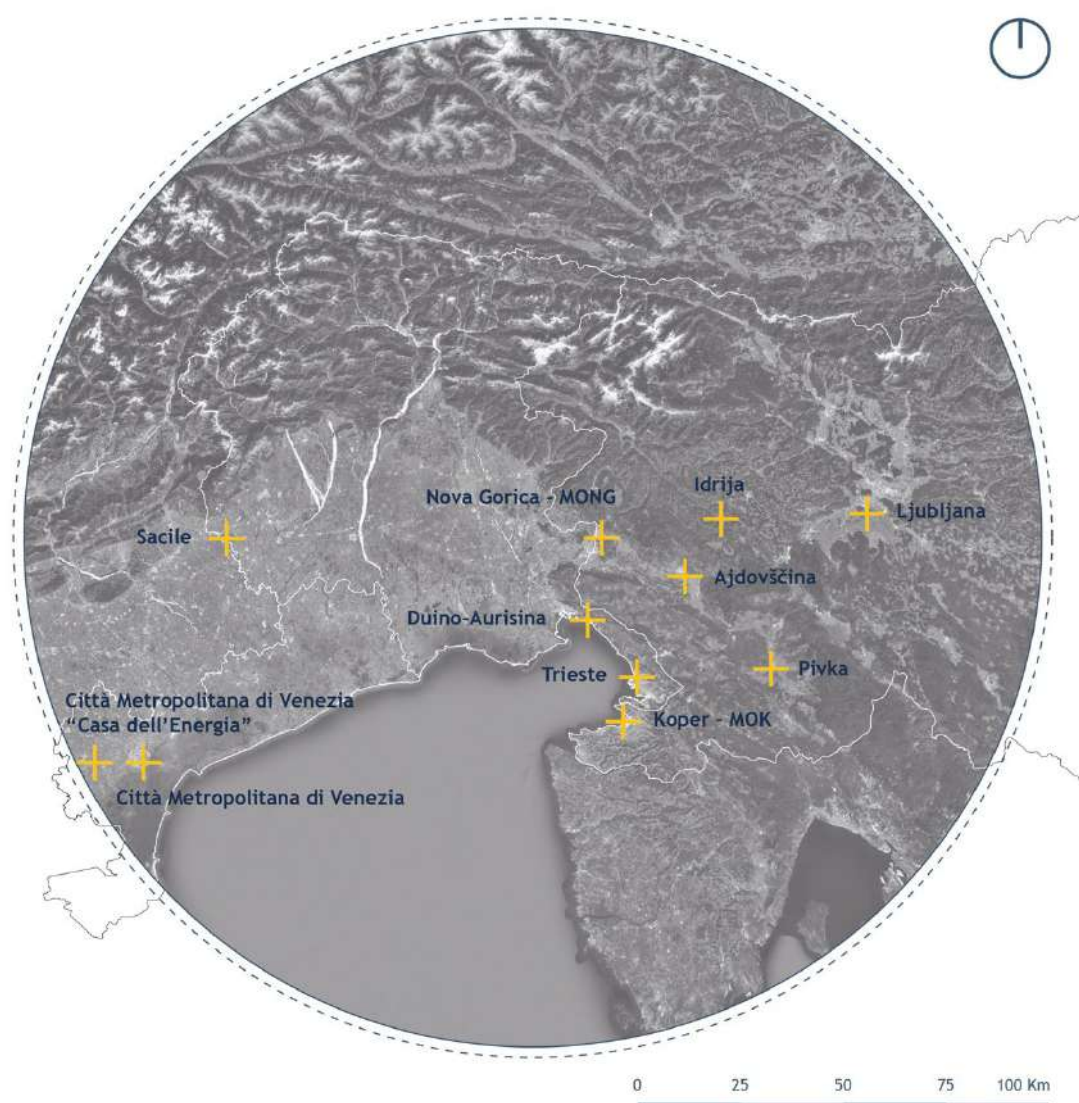 Idrija
Nova Gorica - MONG
Ljubljana
Sacile
Ajdovščina
Duino-Aurisina
Trieste
Pivka
Città Metropolitana di Venezia
“Casa dell’Energia”
Koper - MOK
Città Metropolitana di Venezia
0 25 50 75 100 Km